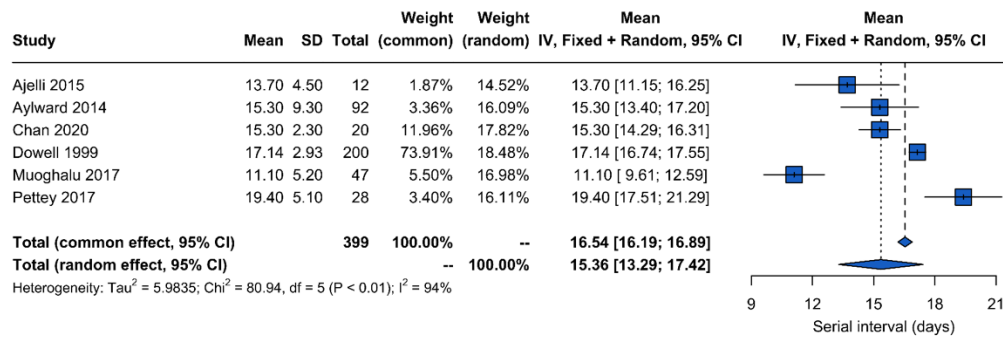 Weight Weight Mean Mean
Study Mean SD Total (common) (random) IV, Fixed + Random, 95% CI IV, Fixed + Random, 95% CI
Ajelli 2015 13.70 4.50 12 1.87% 14.52% 13.70 [11.15; 16.25]
Aylward 2014 15.30 9.30 92 3.36% 16.09% 15.30 [13.40; 17.20]
Chan 2020 15.30 2.30 20 11.96% 17.82% 15.30 [14.29; 16.31]
Dowell 1999 17.14 2.93 200 73.91% 18.48% 17.14 [16.74; 17.55]
Muoghalu 2017 11.10 5.20 47 5.50% 16.98% 11.10 [ 9.61; 12.59]
Pettey 2017 19.40 5.10 28 3.40% 16.11% 19.40 [17.51; 21.29]
Total (common effect, 95% CI) 399 100.00% -- 16.54 [16.19; 16.89]
Total (random effect, 95% CI) -- 100.00% 15.36 [13.29; 17.42]
Heterogeneity: Tau² = 5.9835; Chi² = 80.94, df = 5 (P < 0.01); I² = 94%
9 12 15 18 21
Serial interval (days)